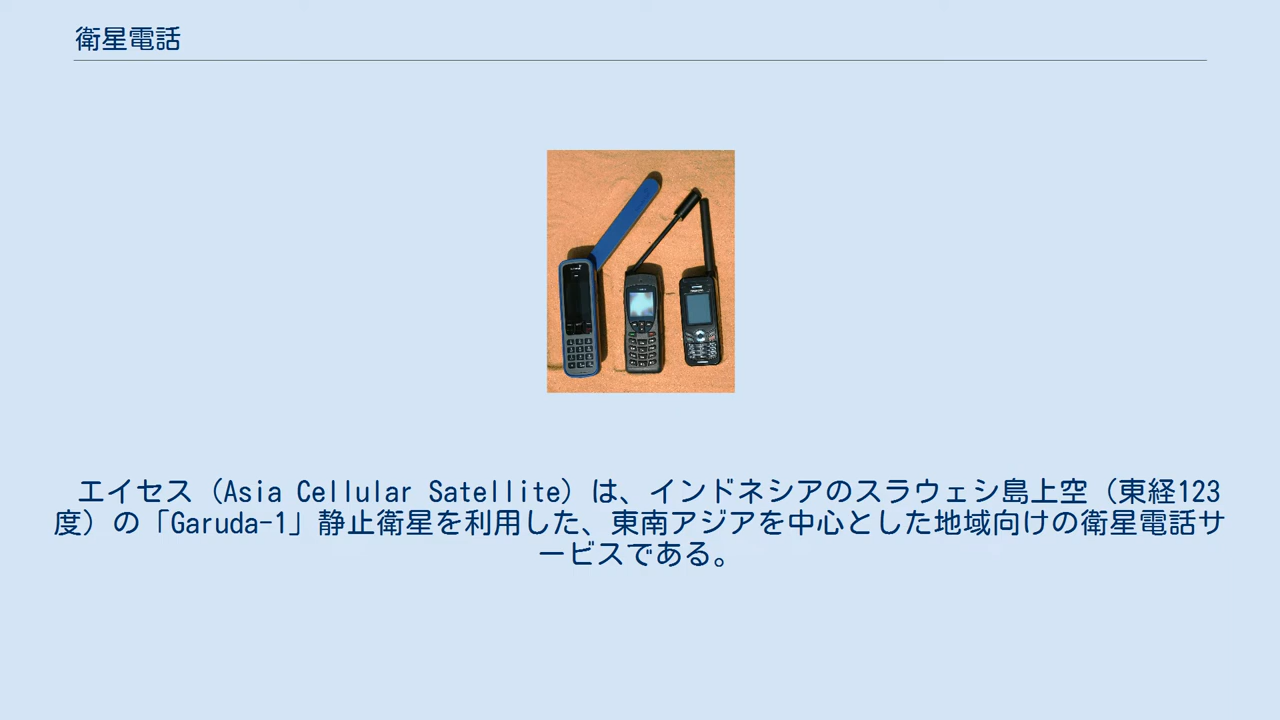 衛星電話
エイセス（Asia Cellular Satellite）は、インドネシアのスラウェシ島上空（東経123
度）の「Garuda-1」静止衛星を利用した、東南アジアを中心とした地域向けの衛星電話サ
ービスである。